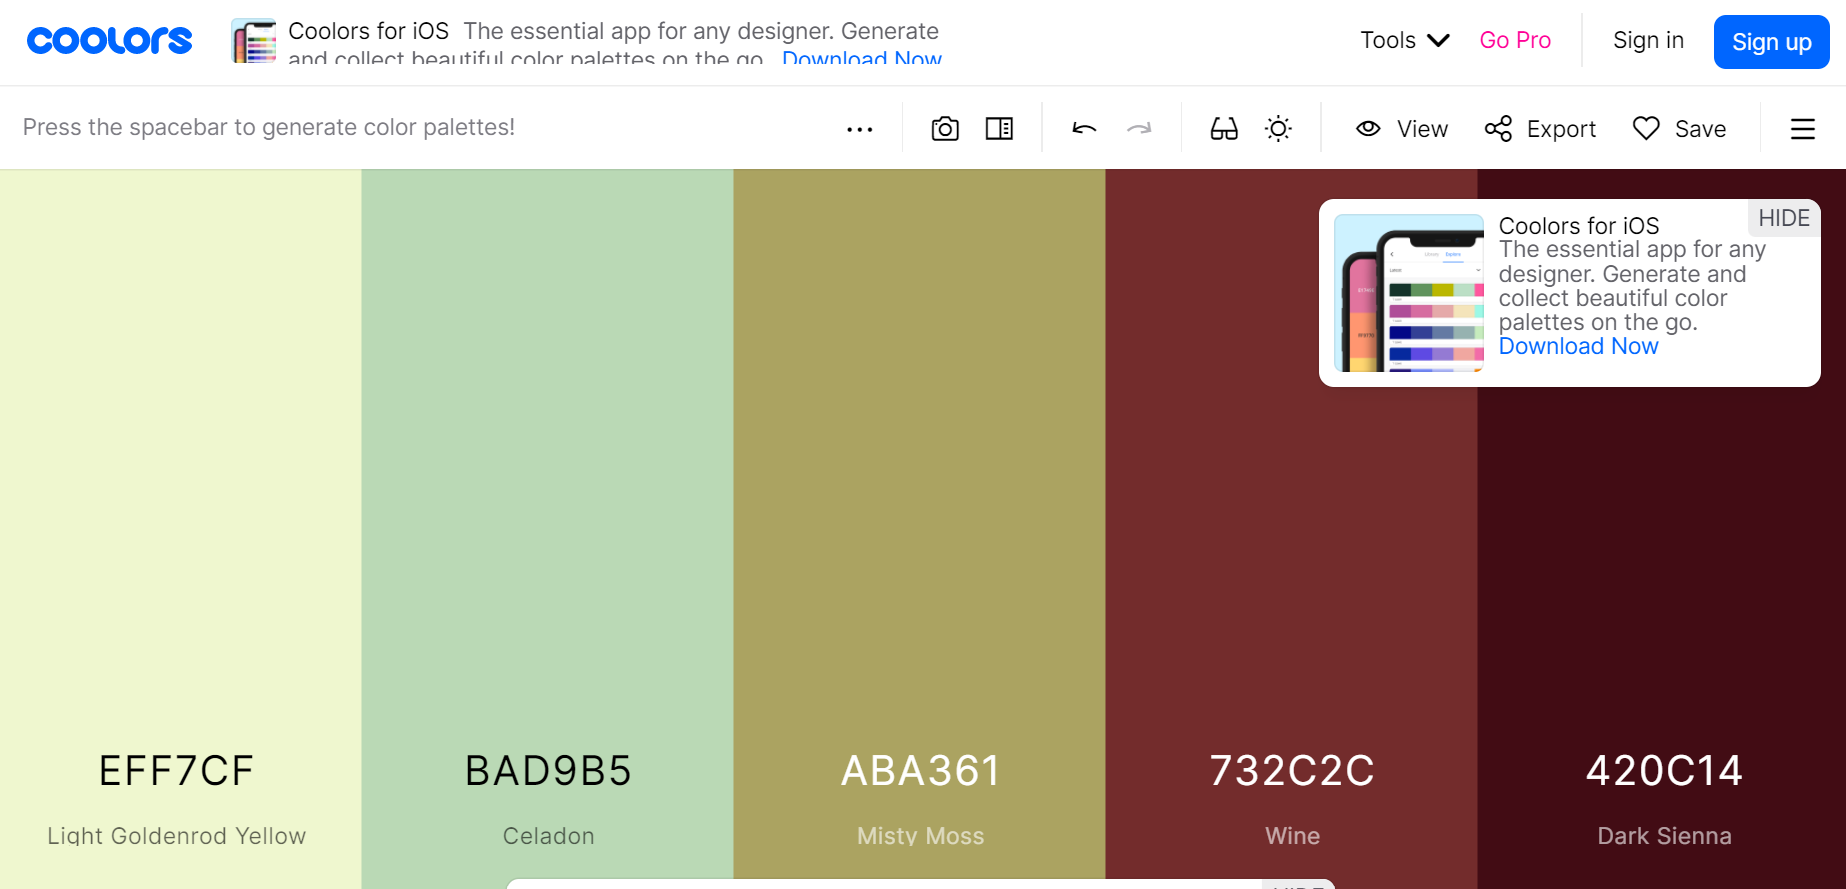 coolors
Coolors for iOS The essential app for any designer. Generate
and collect beautiful color palettes on the go. Download Now
Tools
Go Pro
Sign in
Sign up
Press the spacebar to generate color palettes!
View
Export
Save
HIDE
Coolors for iOS
The essential app for any
designer. Generate and
collect beautiful color
palettes on the go.
Download Now
EFF7CF
BAD9B5
ABA361
732C2C
420C14
Light Goldenrod Yellow
Celadon
Misty Moss
Wine
Dark Sienna
HIDE